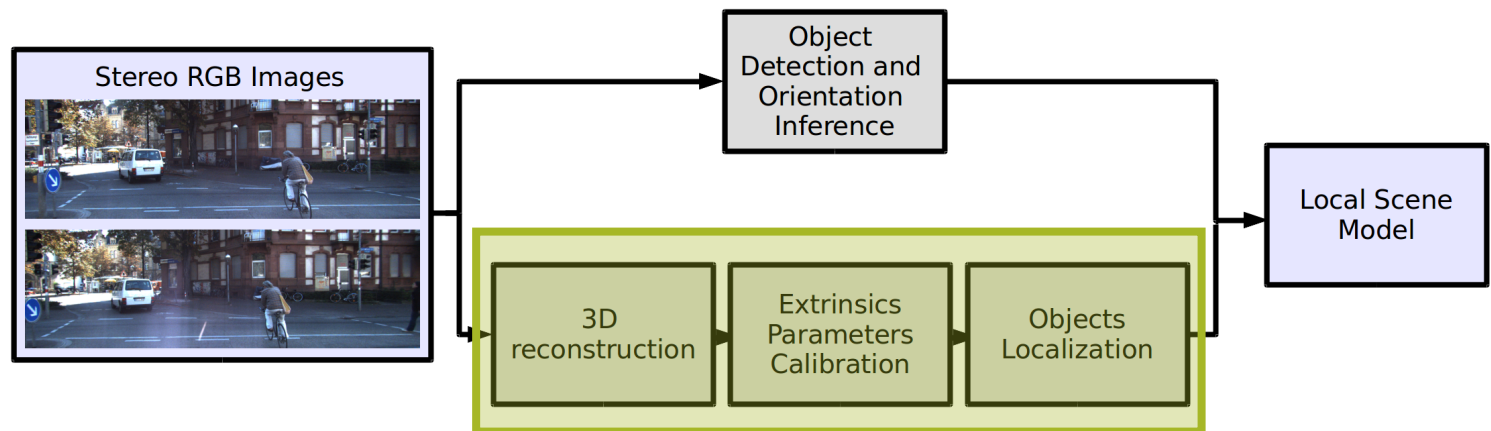 Stereo RGB Images
Object
Detection and
Orientation
Inference
3D
reconstruction
Extrinsics
Parameters
Calibration
Objects
Localization
Local Scene
Model